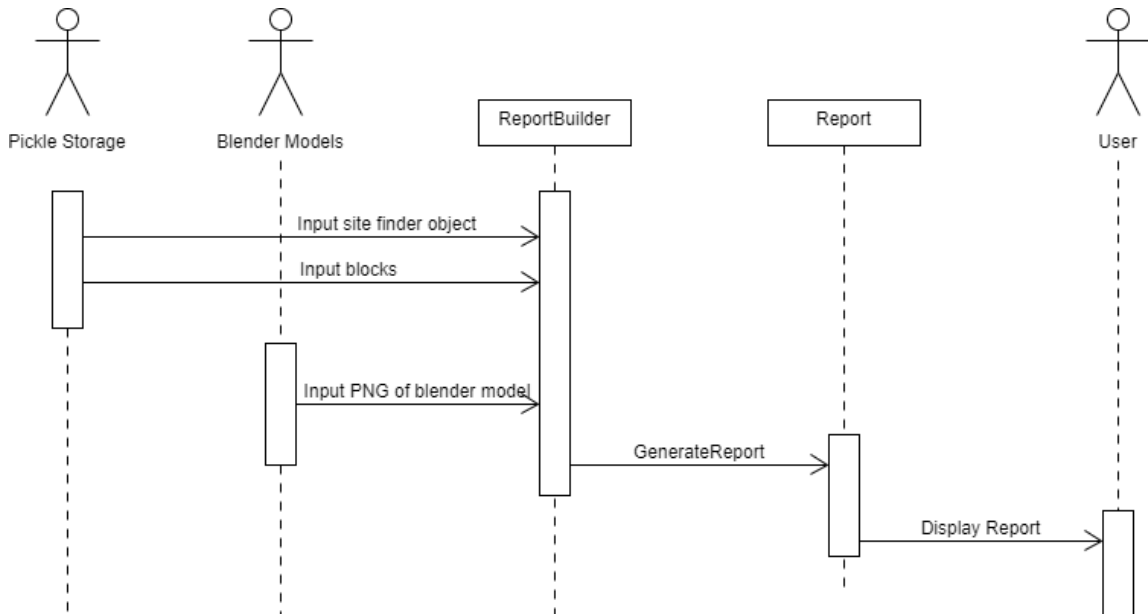 ReportBuilder
Report
Pickle Storage
Blender Models
User
Input site finder object
Input blocks
Input PNG of blender model
GenerateReport
Display Report